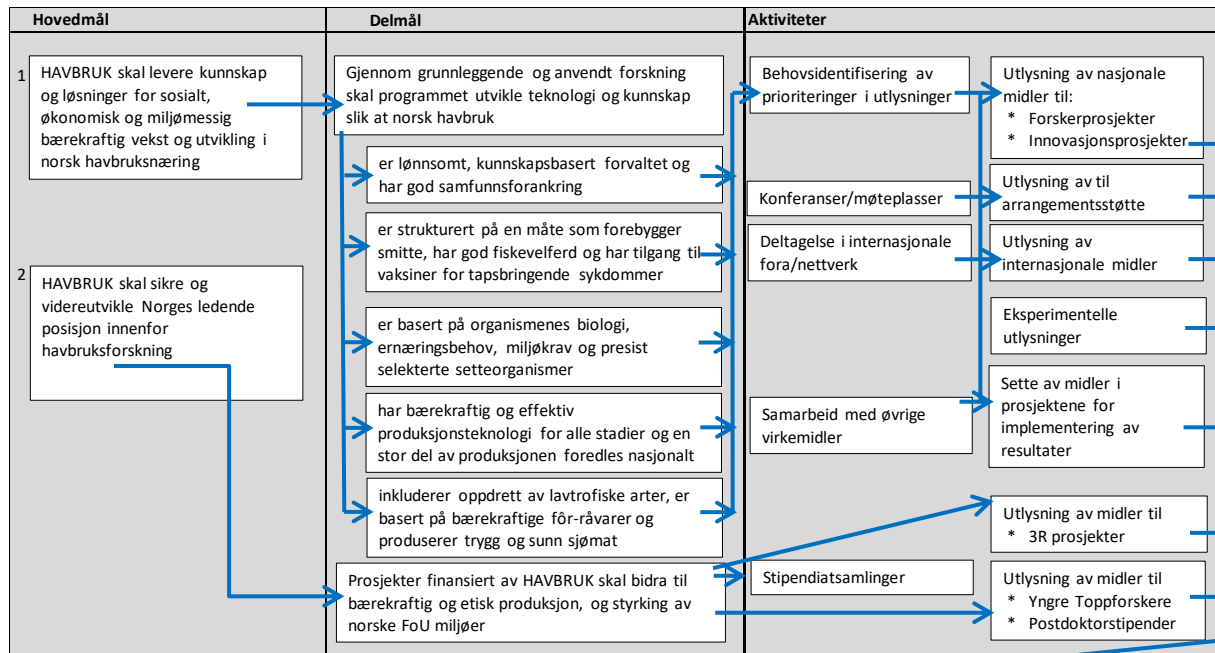 Hovedmål
Delmål
Aktiviteter
1
HAVBRUK skal levere kunnskap
og løsninger for sosialt,
økonomisk og miljømessig
bærekraftig vekst og utvikling i
norsk havbruksnæring
2
HAVBRUK skal sikre og
videreutvikle Norges ledende
posisjon innenfor
havbruksforskning
Gjennom grunnleggende og anvendt forskning
skal programmet utvikle teknologi og kunnskap
slik at norsk havbruk
er lønnsomt, kunnskapsbasert forvaltet og
har god samfunnsforankring
er strukturert på en måte som forebygger
smitte, har god fiskevelferd og har tilgang til
vaksiner for tapsbringende sykdommer
er basert på organismenes biologi,
ernæringsbehov, miljøkrav og presist
selekterte setteorganismer
har bærekraftig og effektiv
produksjonsteknologi for alle stadier og en
stor del av produksjonen foredles nasjonalt
inkluderer oppdrett av lavtrofiske arter, er
basert på bærekraftige fôr-råvarer og
produserer trygg og sunn sjømat
Prosjekter finansiert av HAVBRUK skal bidra til
bærekraftig og etisk produksjon, og styrking av
norske FoU miljøer
Behovsidentifisering av
prioriteringer i utlysninger
Konferanser/møteplasser
Deltagelse i internasjonale
fora/nettverk
Samarbeid med øvrige
virkemidler
Stipendiatsamlinger
Utlysning av nasjonale
midler til:
* Forskerprosjekter
* Innovasjonsprosjekter
Utlysning av til
arrangementsstøtte
Utlysning av
internasjonale midler
Eksperimentelle
utlysninger
Sette av midler i
prosjektene for
implementering av
resultater
Utlysning av midler til
* 3R prosjekter
Utlysning av midler til
* Yngre Toppforskere
* Postdoktorstipender